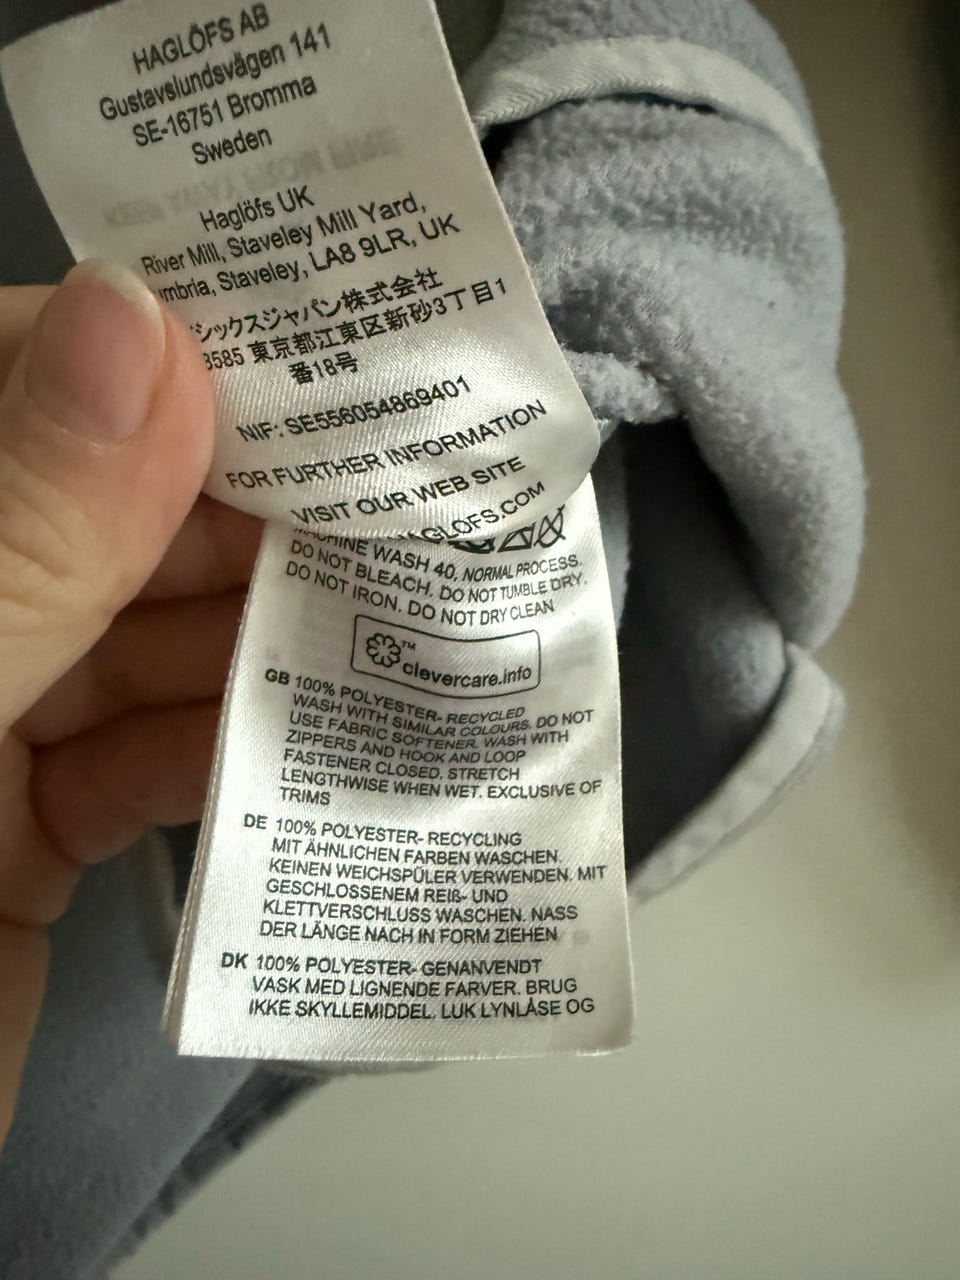 HAGLÖFS AB
Gustavslundsvägen 141
SE-16751 Bromma
Sweden
Haglöfs UK
River Mill, Staveley Mill Yard,
Staveley, LA8 9LR, UK
シックスジャパン株式会社
8585 東京都江東区新砂3丁目1
番18号
NIF: SE556054869401
FOR FURTHER INFORMATION
VISIT OUR WEB SITE
HAGLOFS.COM
MACHINE WASH 40, NORMAL PROCESS.
DO NOT BLEACH. DO NOT TUMBLE DRY.
DO NOT IRON. DO NOT DRY CLEAN
™
clevercare.info
GB 100% POLYESTER- RECYCLED
WASH WITH SIMILAR COLOURS. DO NOT
USE FABRIC SOFTENER. WASH WITH
ZIPPERS AND HOOK AND LOOP
FASTENER CLOSED. STRETCH
LENGTHWISE WHEN WET. EXCLUSIVE OF
TRIMS
DE 100% POLYESTER- RECYCLING
MIT ÄHNLICHEN FARBEN WASCHEN.
KEINEN WEICHSPÜLER VERWENDEN. MIT
GESCHLOSSENEM REIß- UND
KLETTVERSCHLUSS WASCHEN. NASS
DER LÄNGE NACH IN FORM ZIEHEN
DK 100% POLYESTER- GENANVENDT
VASK MED LIGNENDE FARVER. BRUG
IKKE SKYLLEMIDDEL. LUK LYNLÅSE OG